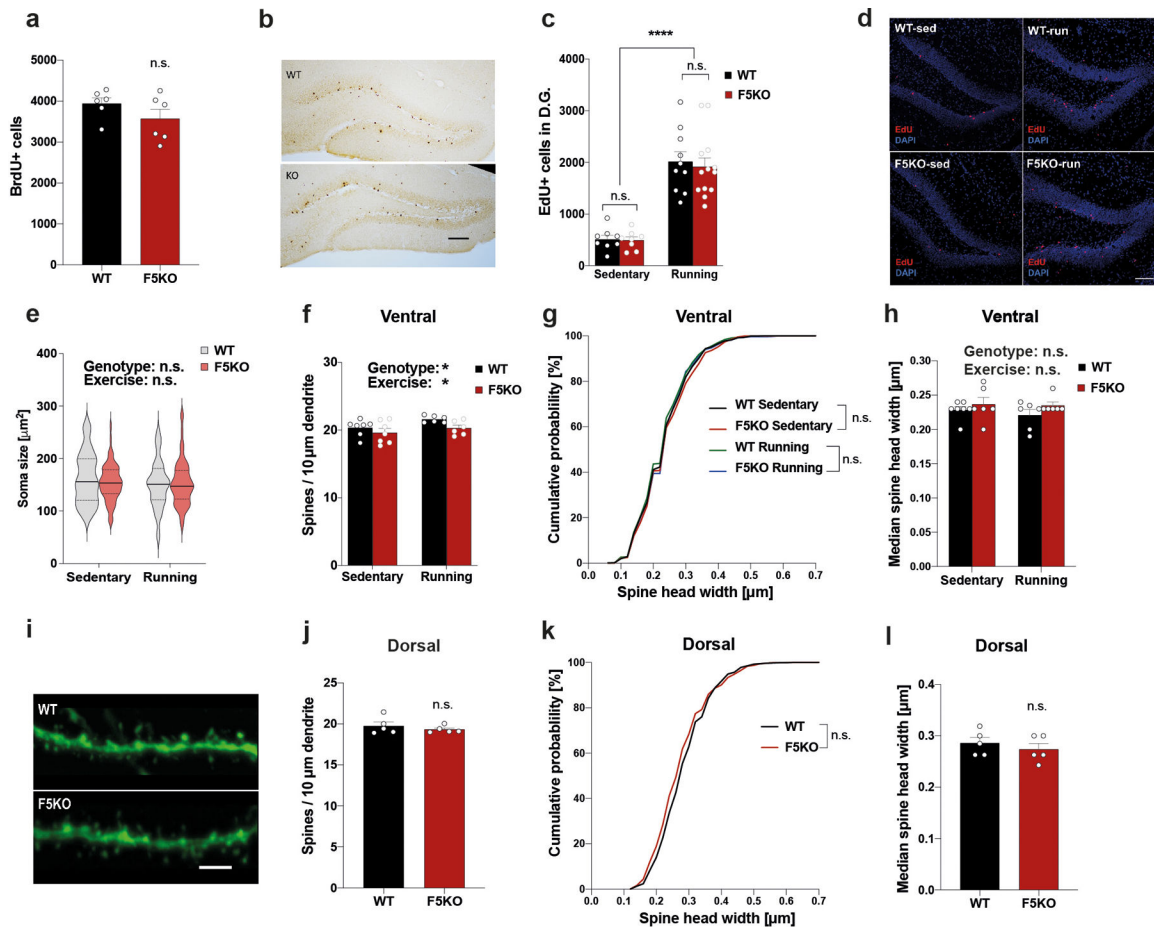 a
BrdU+ cells
5000
4000
3000
2000
1000
0
n.s.
WT
F5KO
b
WT
KO
c
EdU+ cells in D.G.
4000
3000
2000
1000
0
****
n.s.
n.s.
WT
F5KO
Sedentary
Running
d
WT-sed
WT-run
EdU
DAPI
EdU
DAPI
F5KO-sed
F5KO-run
EdU
DAPI
EdU
DAPI
e
Soma size [µm²]
400
300
200
100
0
WT
F5KO
Genotype: n.s.
Exercise: n.s.
Sedentary
Running
f
Ventral
Spines / 10µm dendrite
30
20
10
0
Genotype: *
Exercise: *
WT
F5KO
Sedentary
Running
g
Ventral
Cumulative probability [%]
100
80
60
40
20
0
WT Sedentary
F5KO Sedentary
n.s.
WT Running
F5KO Running
n.s.
0.0
0.1
0.2
0.3
0.4
0.5
0.6
0.7
Spine head width [µm]
h
Ventral
Median spine head width [µm]
0.30
0.25
0.20
0.15
0.10
0.05
0.00
Genotype: n.s.
Exercise: n.s.
WT
F5KO
Sedentary
Running
i
WT
F5KO
j
Dorsal
Spines / 10 µm dendrite
25
20
15
10
5
0
n.s.
WT
F5KO
k
Dorsal
Cumulative probability [%]
100
80
60
40
20
0
WT
F5KO
n.s.
0.0
0.1
0.2
0.3
0.4
0.5
0.6
0.7
Spine head width [µm]
l
Dorsal
Median spine head width [µm]
0.4
0.3
0.2
0.1
0.0
n.s.
WT
F5KO